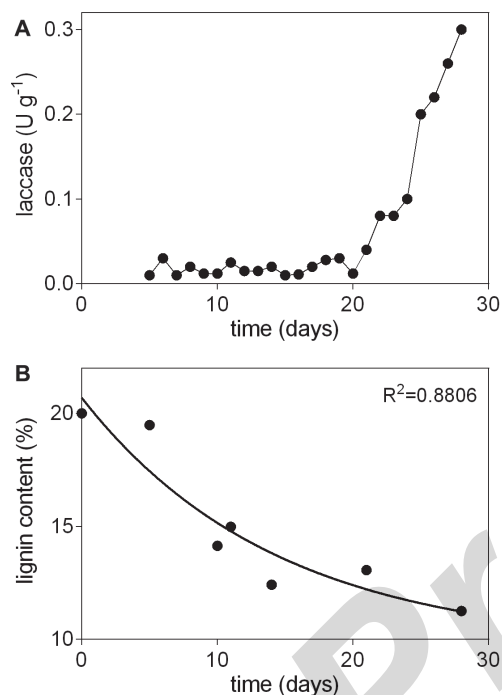 A
laccase (U g⁻¹)
0.3
0.2
0.1
0.0
0 10 20 30
time (days)
B
R²=0.8806
lignin content (%)
20
15
10
0 10 20 30
time (days)
Pr